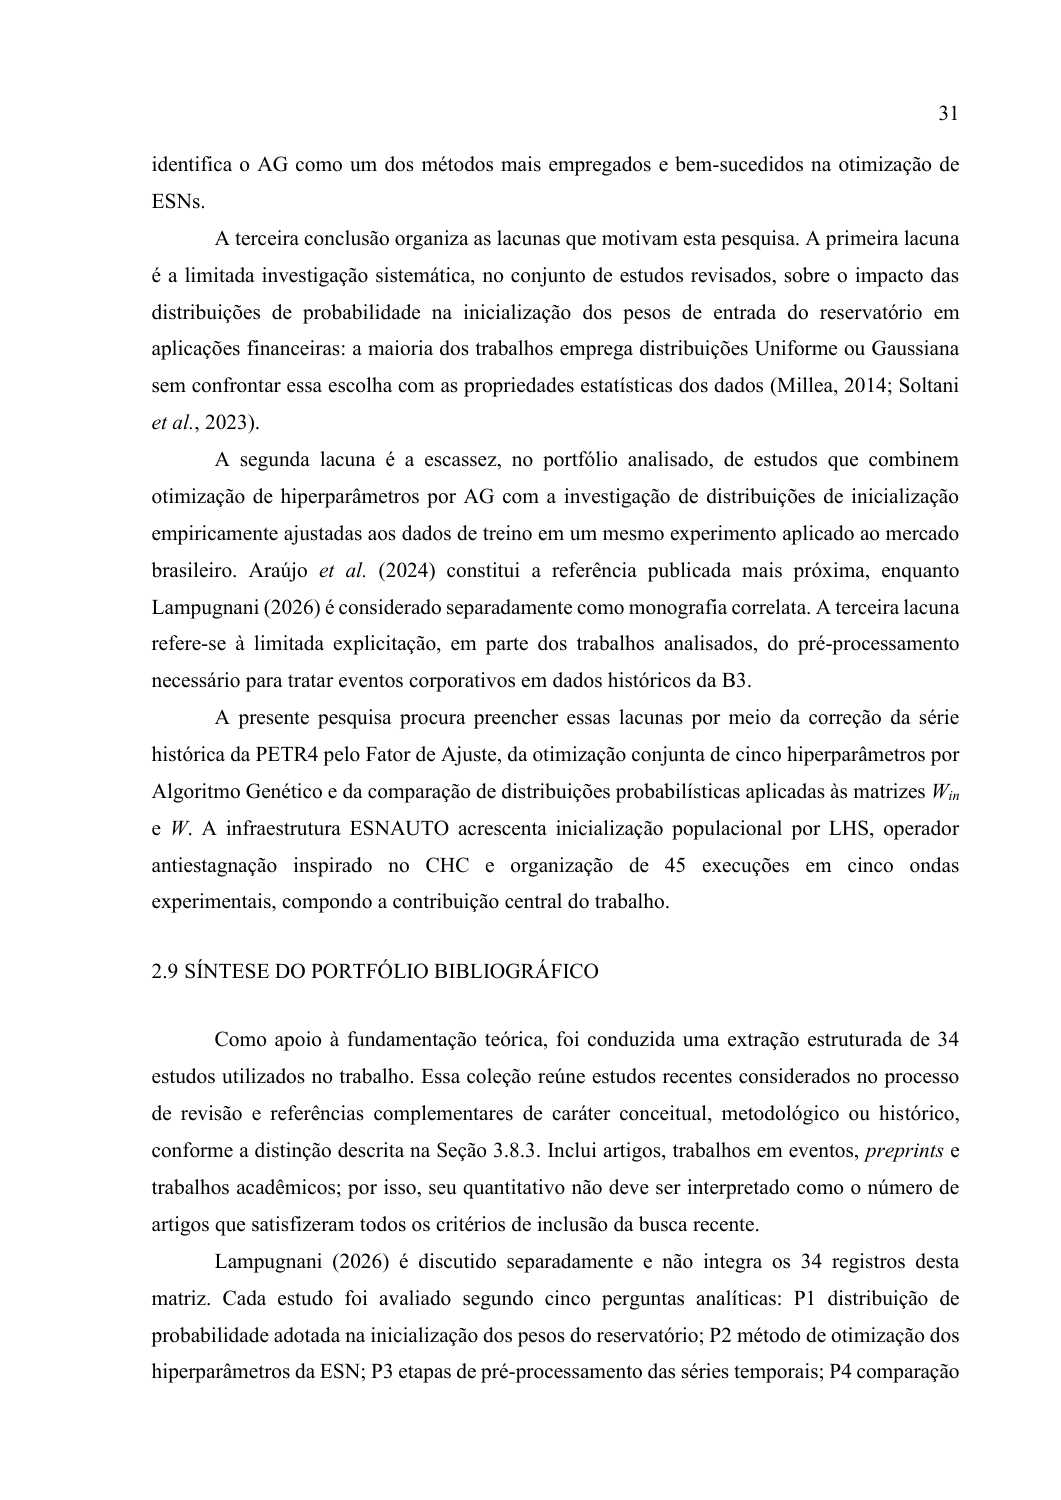 31
identifica o AG como um dos métodos mais empregados e bem-sucedidos na otimização de
ESNs.
A terceira conclusão organiza as lacunas que motivam esta pesquisa. A primeira lacuna
é a limitada investigação sistemática, no conjunto de estudos revisados, sobre o impacto das
distribuições de probabilidade na inicialização dos pesos de entrada do reservatório em
aplicações financeiras: a maioria dos trabalhos emprega distribuições Uniforme ou Gaussiana
sem confrontar essa escolha com as propriedades estatísticas dos dados (Millea, 2014; Soltani
et al., 2023).
A segunda lacuna é a escassez, no portfólio analisado, de estudos que combinem
otimização de hiperparâmetros por AG com a investigação de distribuições de inicialização
empiricamente ajustadas aos dados de treino em um mesmo experimento aplicado ao mercado
brasileiro. Araújo et al. (2024) constitui a referência publicada mais próxima, enquanto
Lampugnani (2026) é considerado separadamente como monografia correlata. A terceira lacuna
refere-se à limitada explicitação, em parte dos trabalhos analisados, do pré-processamento
necessário para tratar eventos corporativos em dados históricos da B3.
A presente pesquisa procura preencher essas lacunas por meio da correção da série
histórica da PETR4 pelo Fator de Ajuste, da otimização conjunta de cinco hiperparâmetros por
Algoritmo Genético e da comparação de distribuições probabilísticas aplicadas às matrizes Win
e W. A infraestrutura ESNAUTO acrescenta inicialização populacional por LHS, operador
antiestagnação inspirado no CHC e organização de 45 execuções em cinco ondas
experimentais, compondo a contribuição central do trabalho.
2.9 SÍNTESE DO PORTFÓLIO BIBLIOGRÁFICO
Como apoio à fundamentação teórica, foi conduzida uma extração estruturada de 34
estudos utilizados no trabalho. Essa coleção reúne estudos recentes considerados no processo
de revisão e referências complementares de caráter conceitual, metodológico ou histórico,
conforme a distinção descrita na Seção 3.8.3. Inclui artigos, trabalhos em eventos, preprints e
trabalhos acadêmicos; por isso, seu quantitativo não deve ser interpretado como o número de
artigos que satisfizeram todos os critérios de inclusão da busca recente.
Lampugnani (2026) é discutido separadamente e não integra os 34 registros desta
matriz. Cada estudo foi avaliado segundo cinco perguntas analíticas: P1 distribuição de
probabilidade adotada na inicialização dos pesos do reservatório; P2 método de otimização dos
hiperparâmetros da ESN; P3 etapas de pré-processamento das séries temporais; P4 comparação